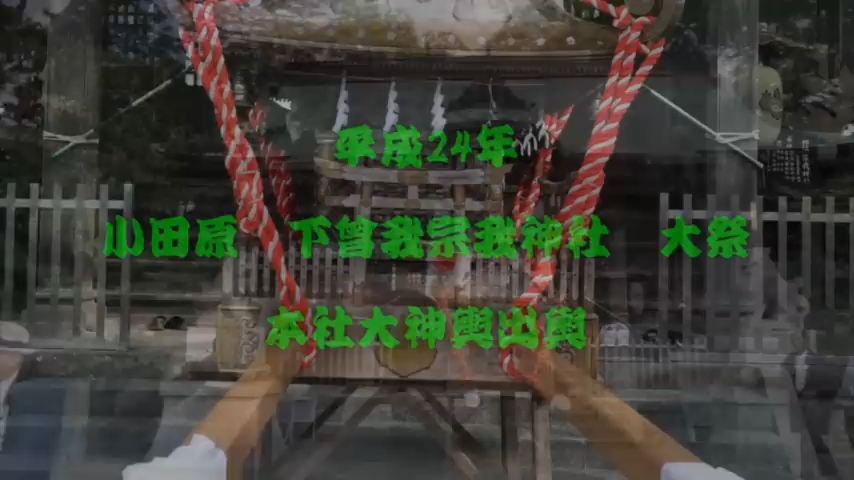 平成24年
小田原　下曾我宗我神社　大祭
本社大神輿出輿